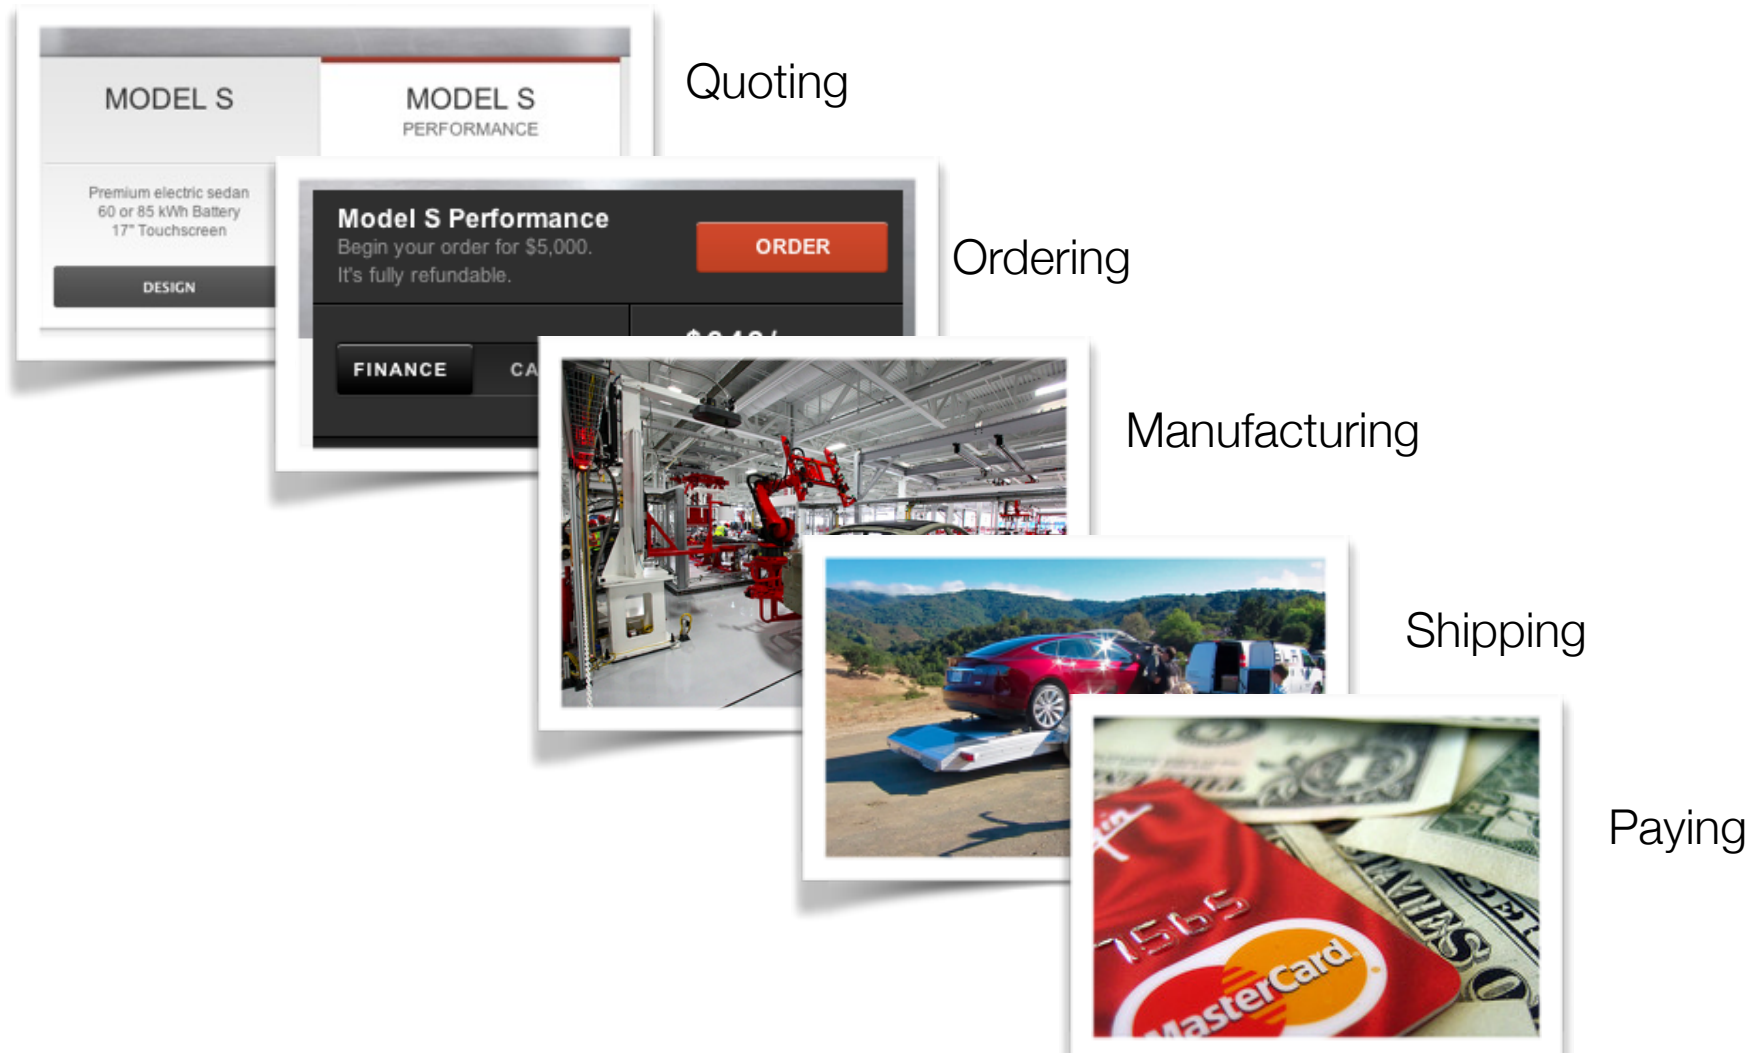 MODEL S
MODEL S
PERFORMANCE
Quoting
Premium electric sedan
60 or 85 kWh Battery
17" Touchscreen
DESIGN
Model S Performance
Begin your order for $5,000.
It's fully refundable.
ORDER
Ordering
FINANCE
CA
Manufacturing
Shipping
Paying
7565
MasterCard